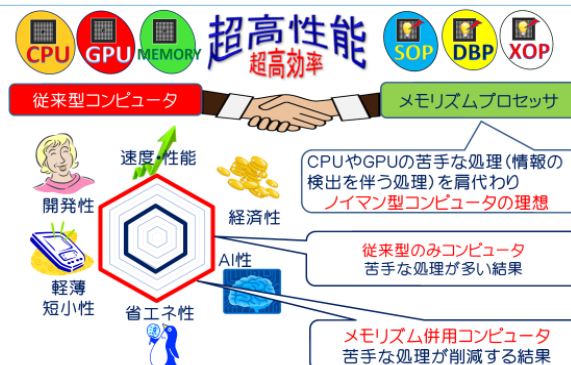 CPU
GPU
MEMORY
超高性能
超高効率
SOP
DBP
XOP
従来型コンピュータ
メモリズムプロセッサ
速度・性能
開発性
経済性
AI性
軽薄
短小性
省エネ性
CPUやGPUの苦手な処理(情報の
検出を伴う処理)を肩代わり
ノイマン型コンピュータの理想
従来型のみコンピュータ
苦手な処理が多い結果
メモリズム併用コンピュータ
苦手な処理が削減する結果